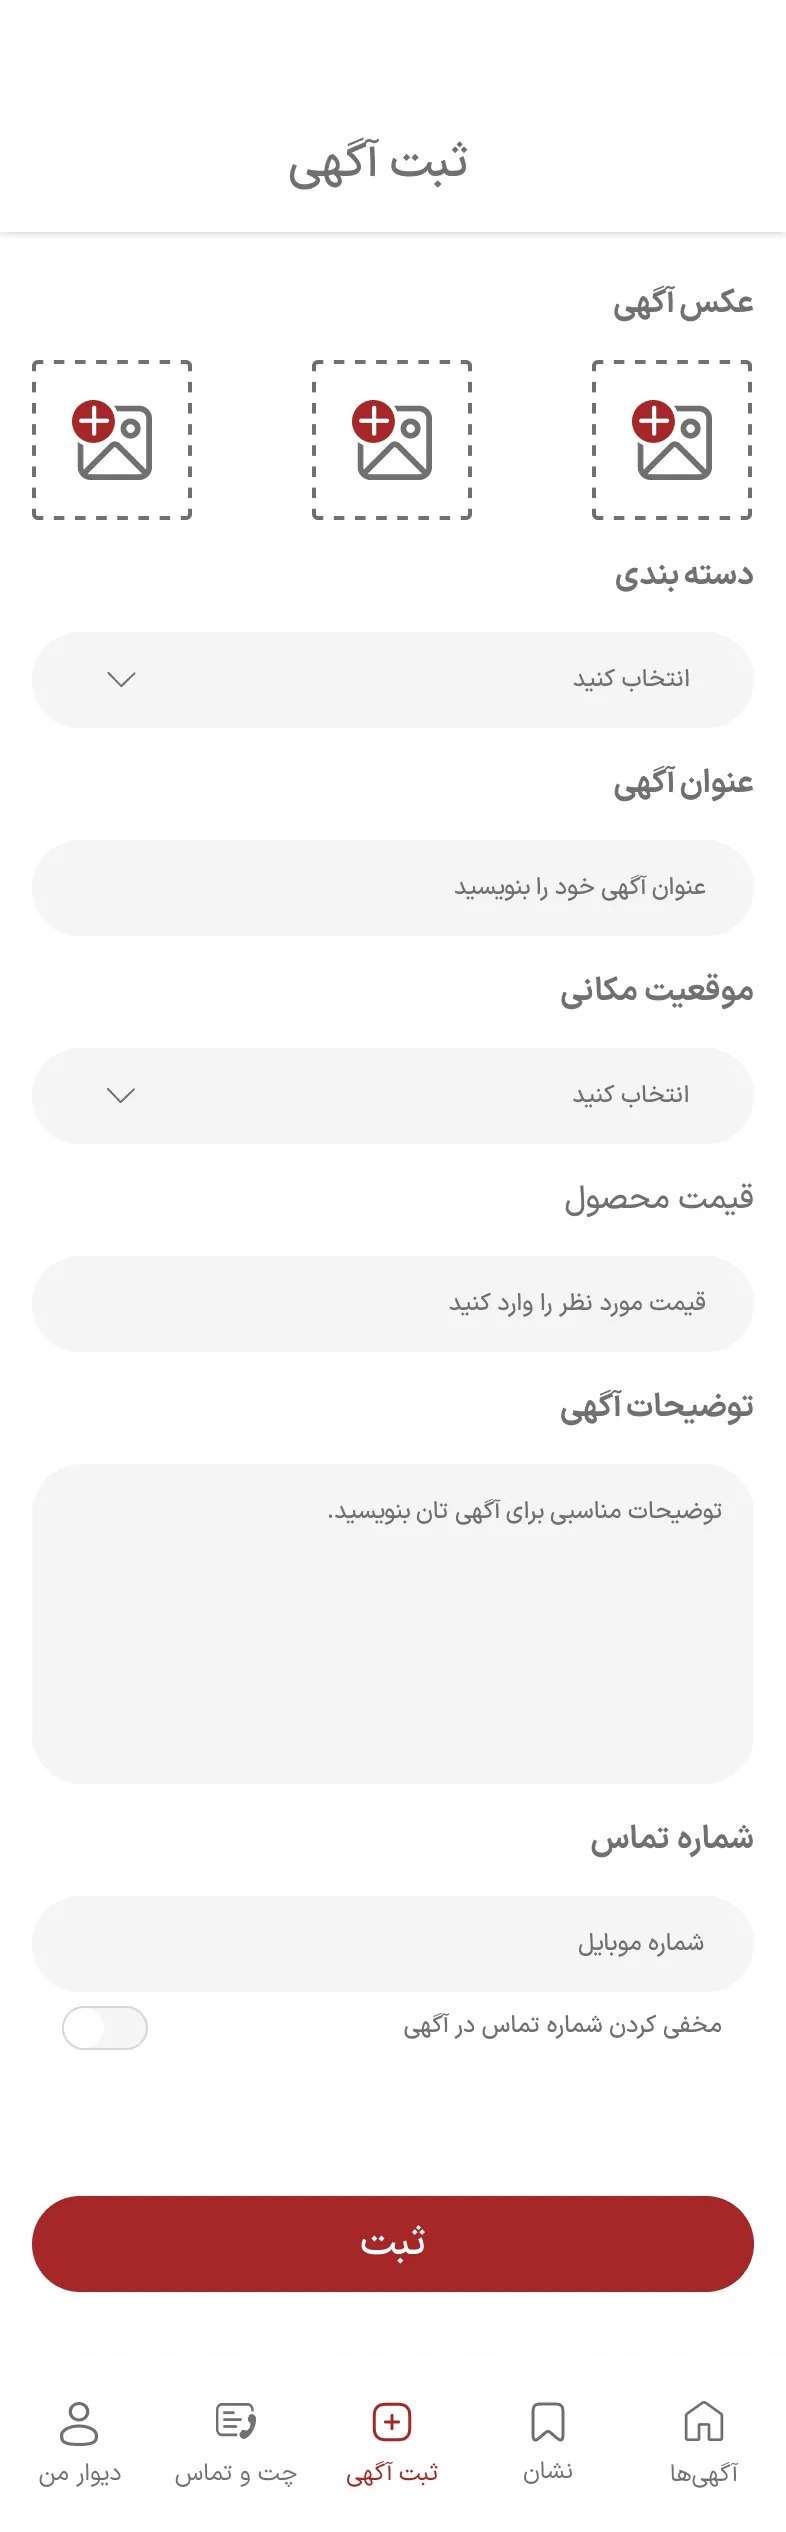 ثبت آگهی
عکس آگهی
دسته بندی
انتخاب کنید
عنوان آگهی
عنوان آگهی خود را بنویسید
موقعیت مکانی
انتخاب کنید
قیمت محصول
قیمت مورد نظر را وارد کنید
توضیحات آگهی
توضیحات مناسبی برای آگهی تان بنویسید.
شماره تماس
شماره موبایل
مخفی کردن شماره تماس در آگهی
ثبت
آگهی‌ها
نشان
ثبت آگهی
چت و تماس
دیوار من